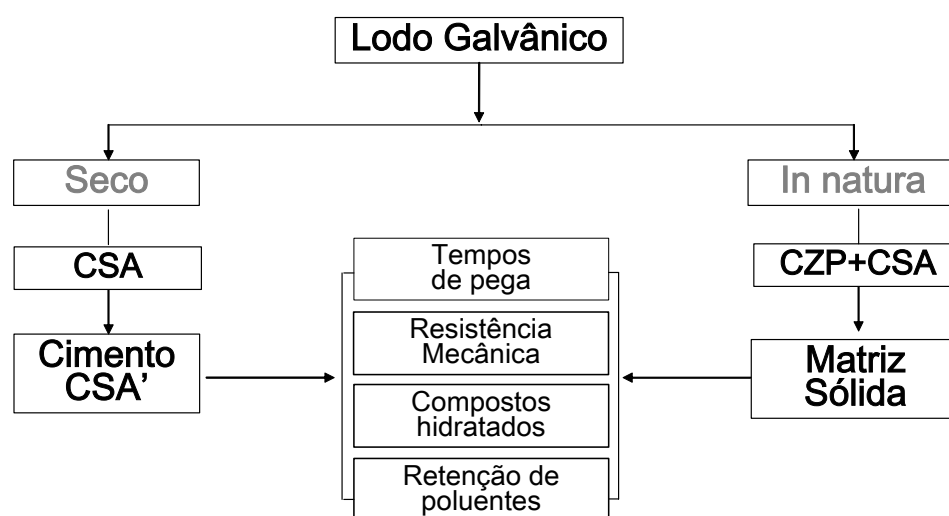 Lodo Galvânico
Seco
In natura
CSA
CZP+CSA
Tempos
de pega
Resistência
Mecânica
Cimento
CSA’
Matriz
Sólida
Compostos
hidratados
Retenção de
poluentes